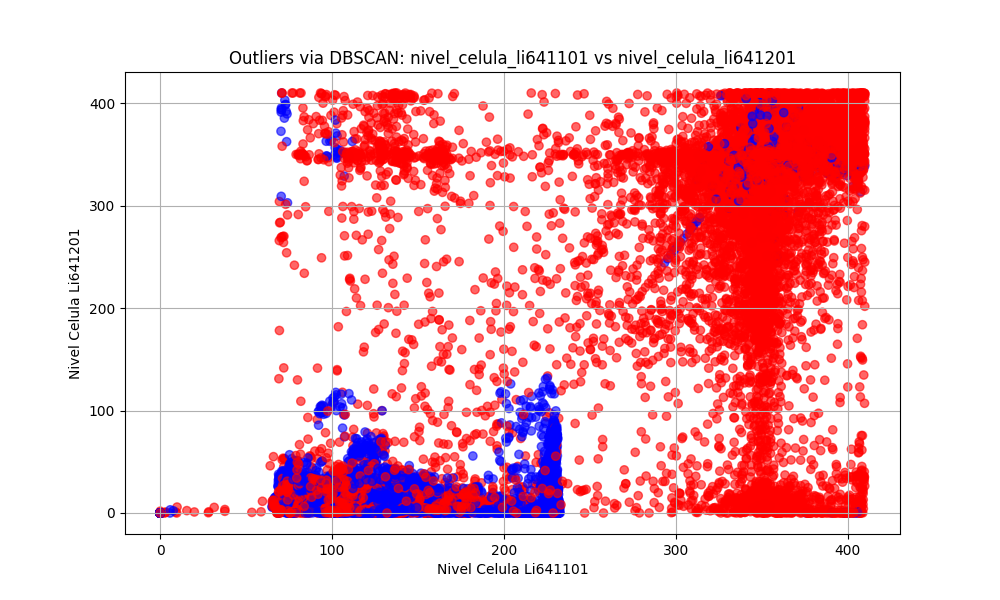 Outliers via DBSCAN: nivel_celula_li641101 vs nivel_celula_li641201
400
300
200
100
0
Nivel Celula Li641201
0 100 200 300 400
Nivel Celula Li641101